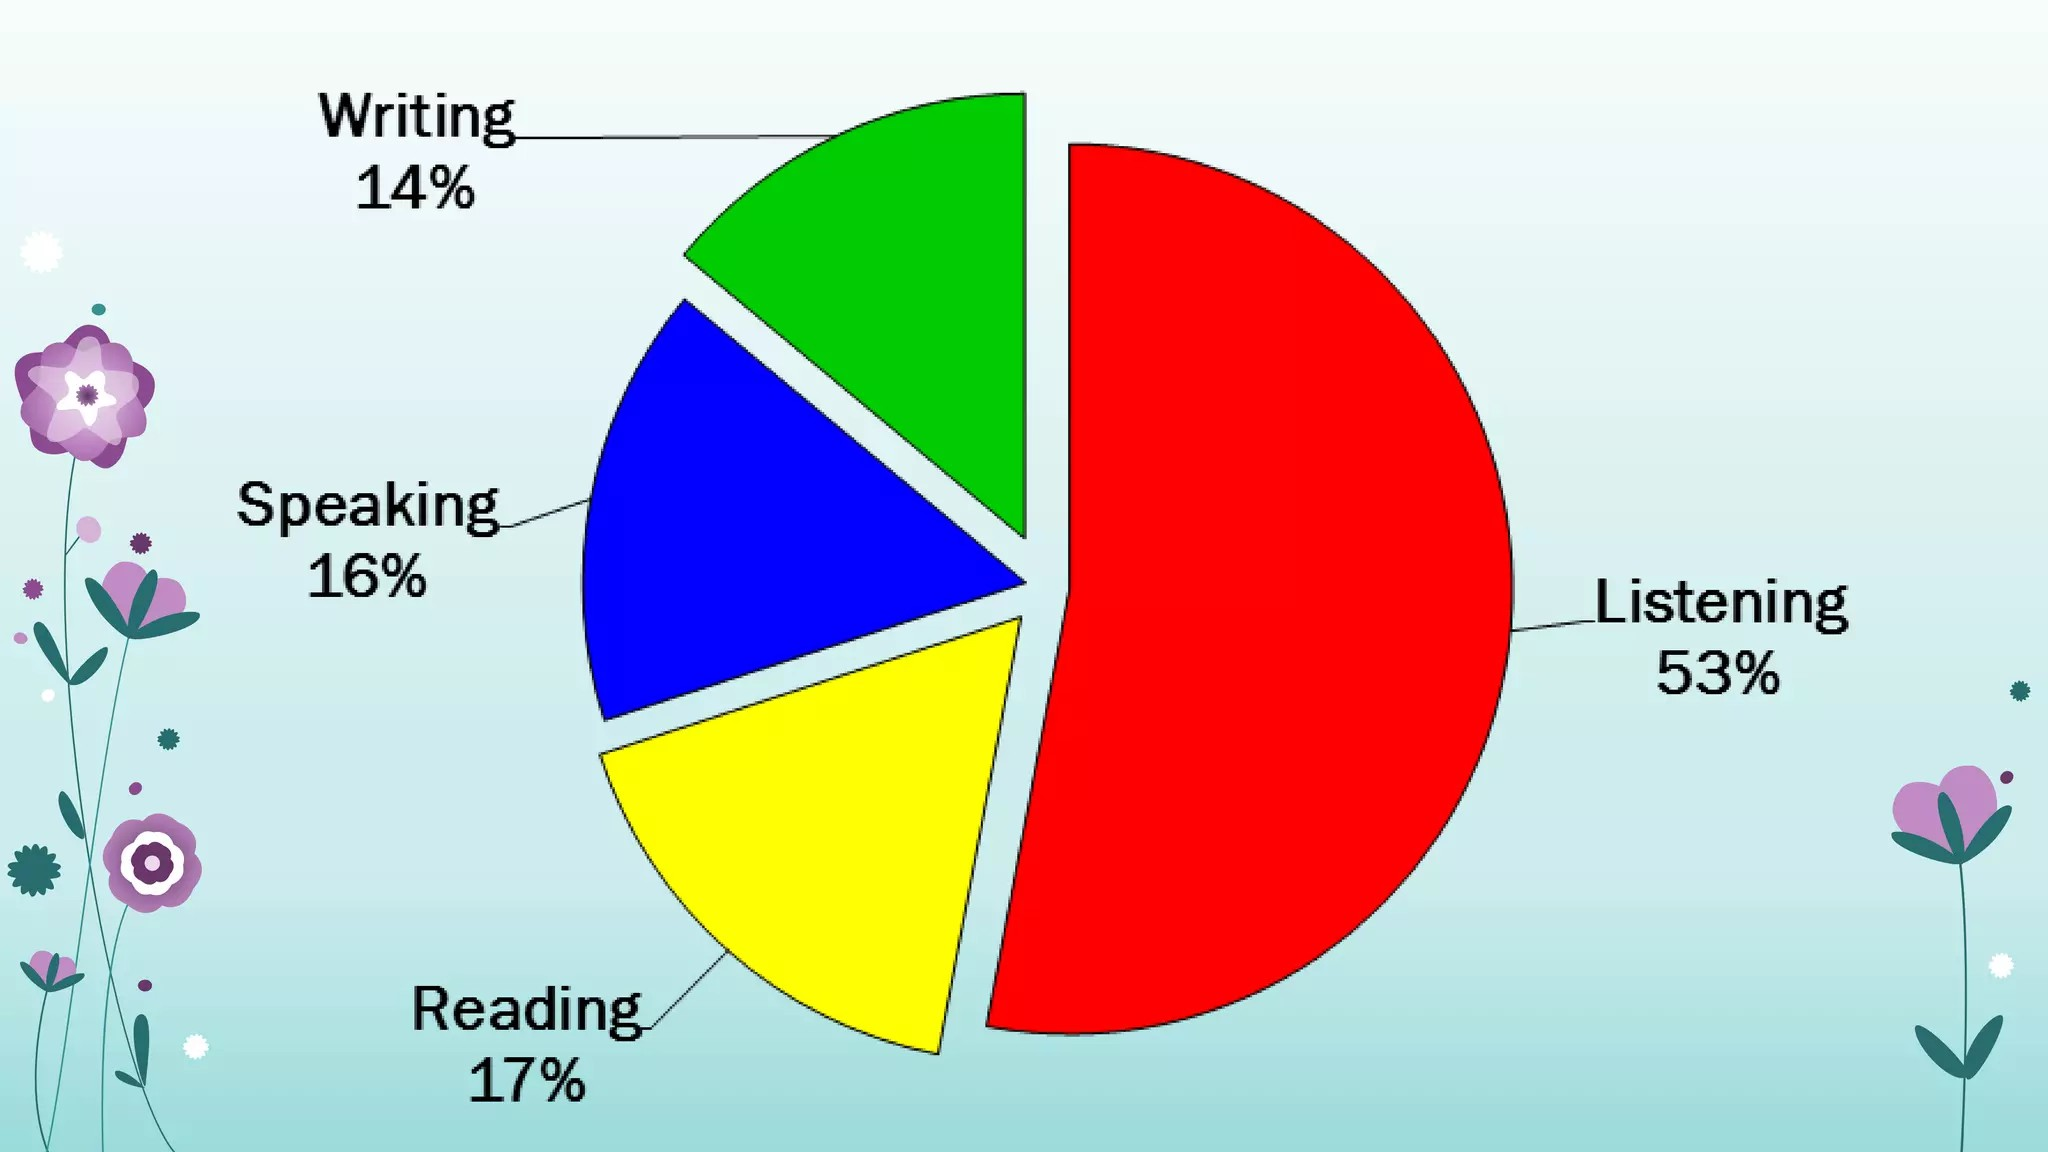 Writing
14%
Speaking
16%
Listening
53%
Reading
17%